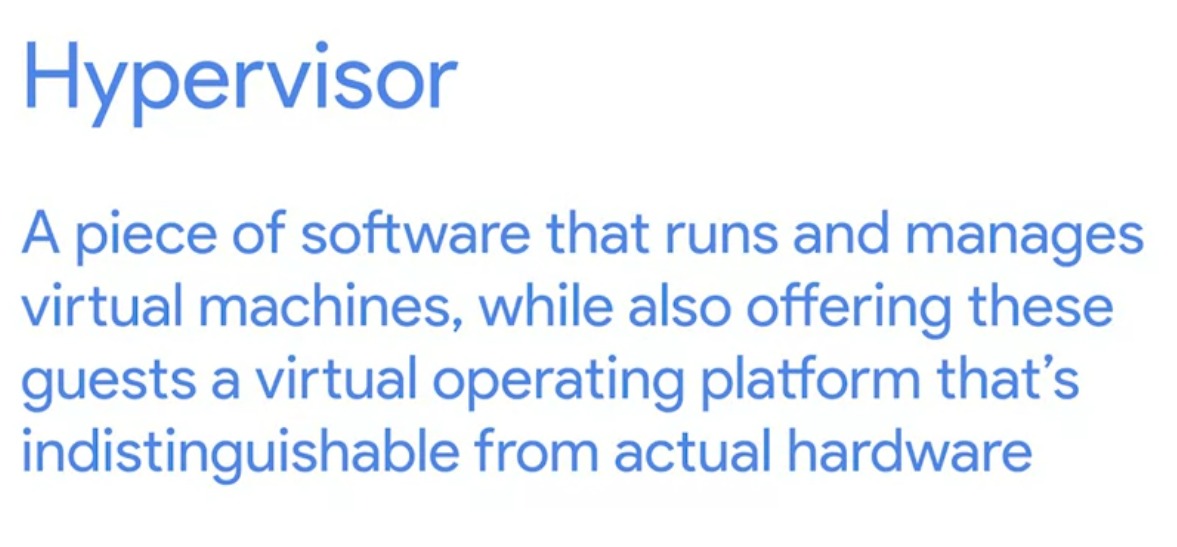 Hypervisor
A piece of software that runs and manages
virtual machines, while also offering these
guests a virtual operating platform that’s
indistinguishable from actual hardware